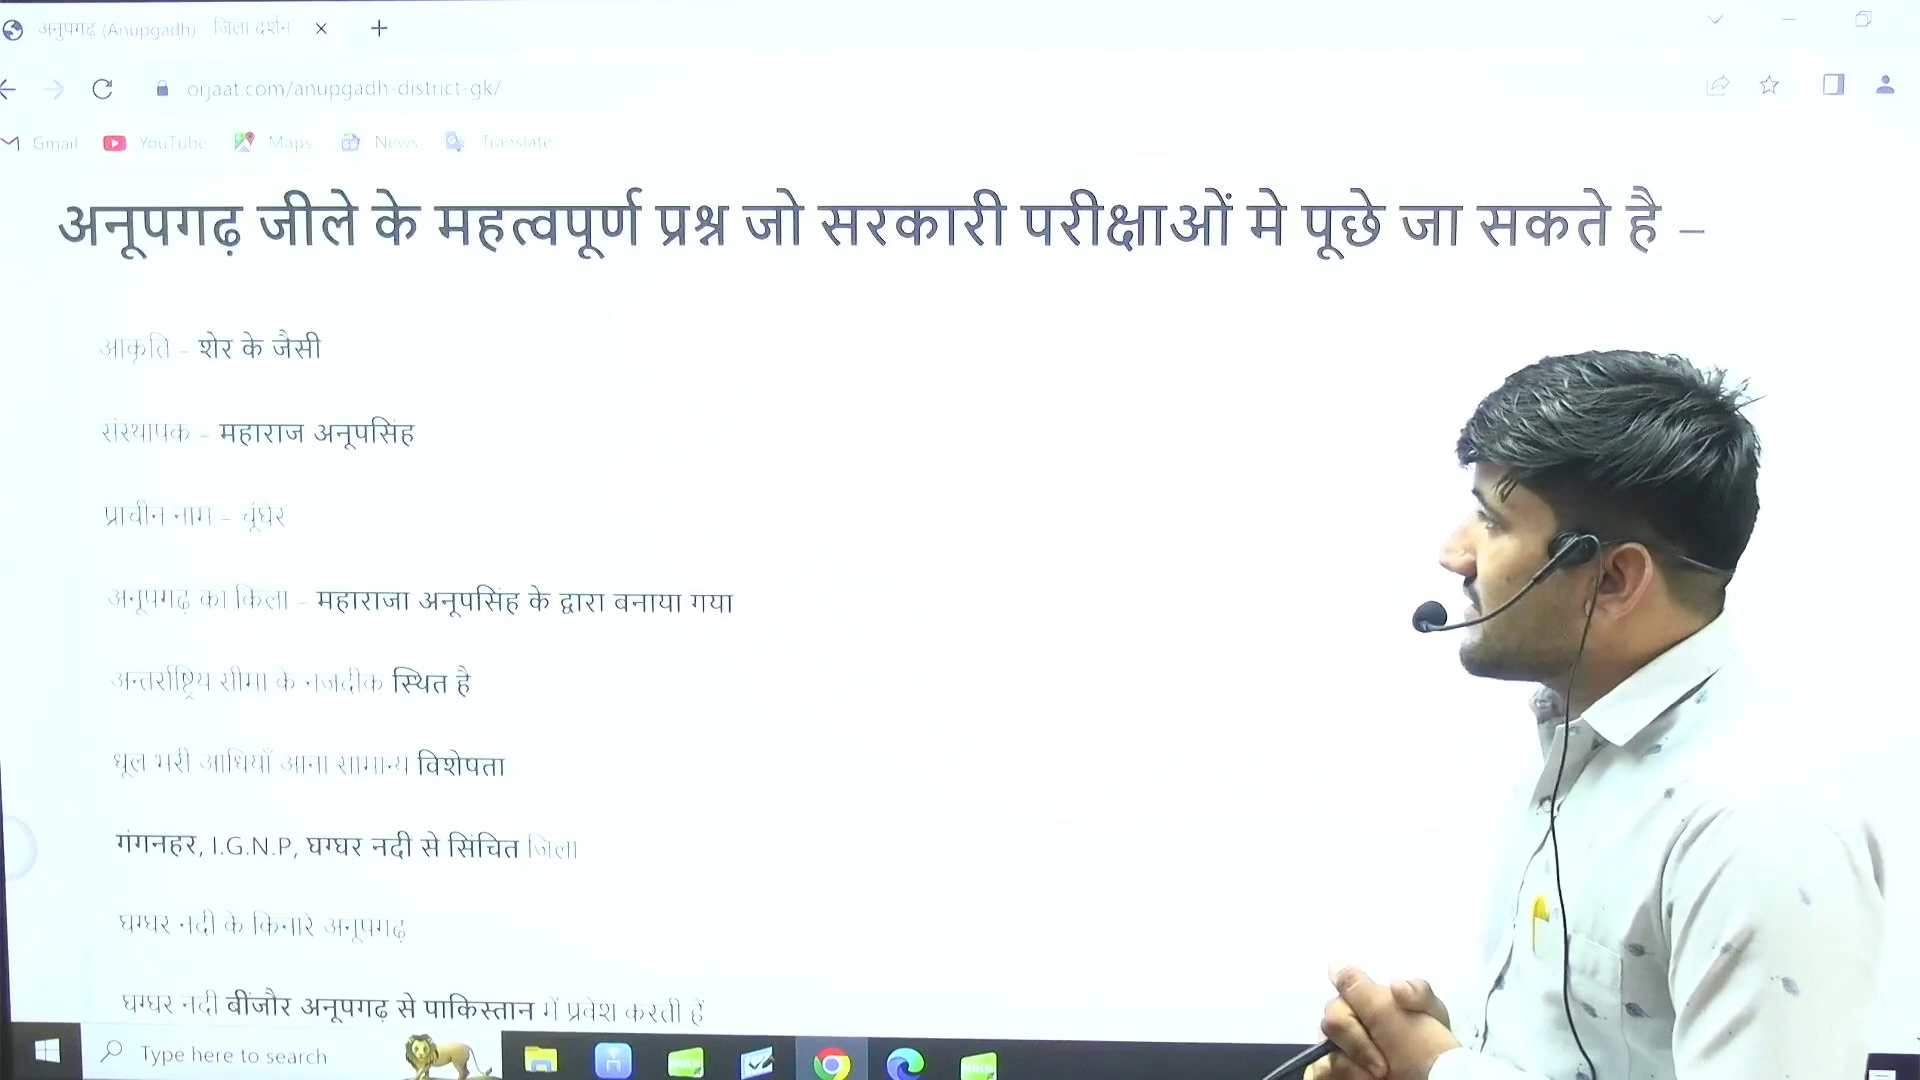 अनुपगढ (Anupgadh) जिला दर्शन
orjaat.com/anupgadh-district-gk/
Gmail YouTube Maps News Translate
अनूपगढ़ जीले के महत्वपूर्ण प्रश्न जो सरकारी परीक्षाओं मे पूछे जा सकते है –
आकृति – शेर के जैसी
संस्थापक – महाराज अनूपसिंह
प्राचीन नाम – चूंघेर
अनूपगढ़ का किला – महाराजा अनूपसिंह के द्वारा बनाया गया
अन्तर्राष्ट्रिय सीमा के नजदीक स्थित है
धूल भरी आधियाँ आना सामान्य विशेषता
गंगनहर, I.G.N.P, घग्घर नदी से सिंचित जिला
घग्घर नदी के किनारे अनूपगढ़
घग्घर नदी बींजौर अनूपगढ़ से पाकिस्तान में प्रवेश करती हें
Type here to search